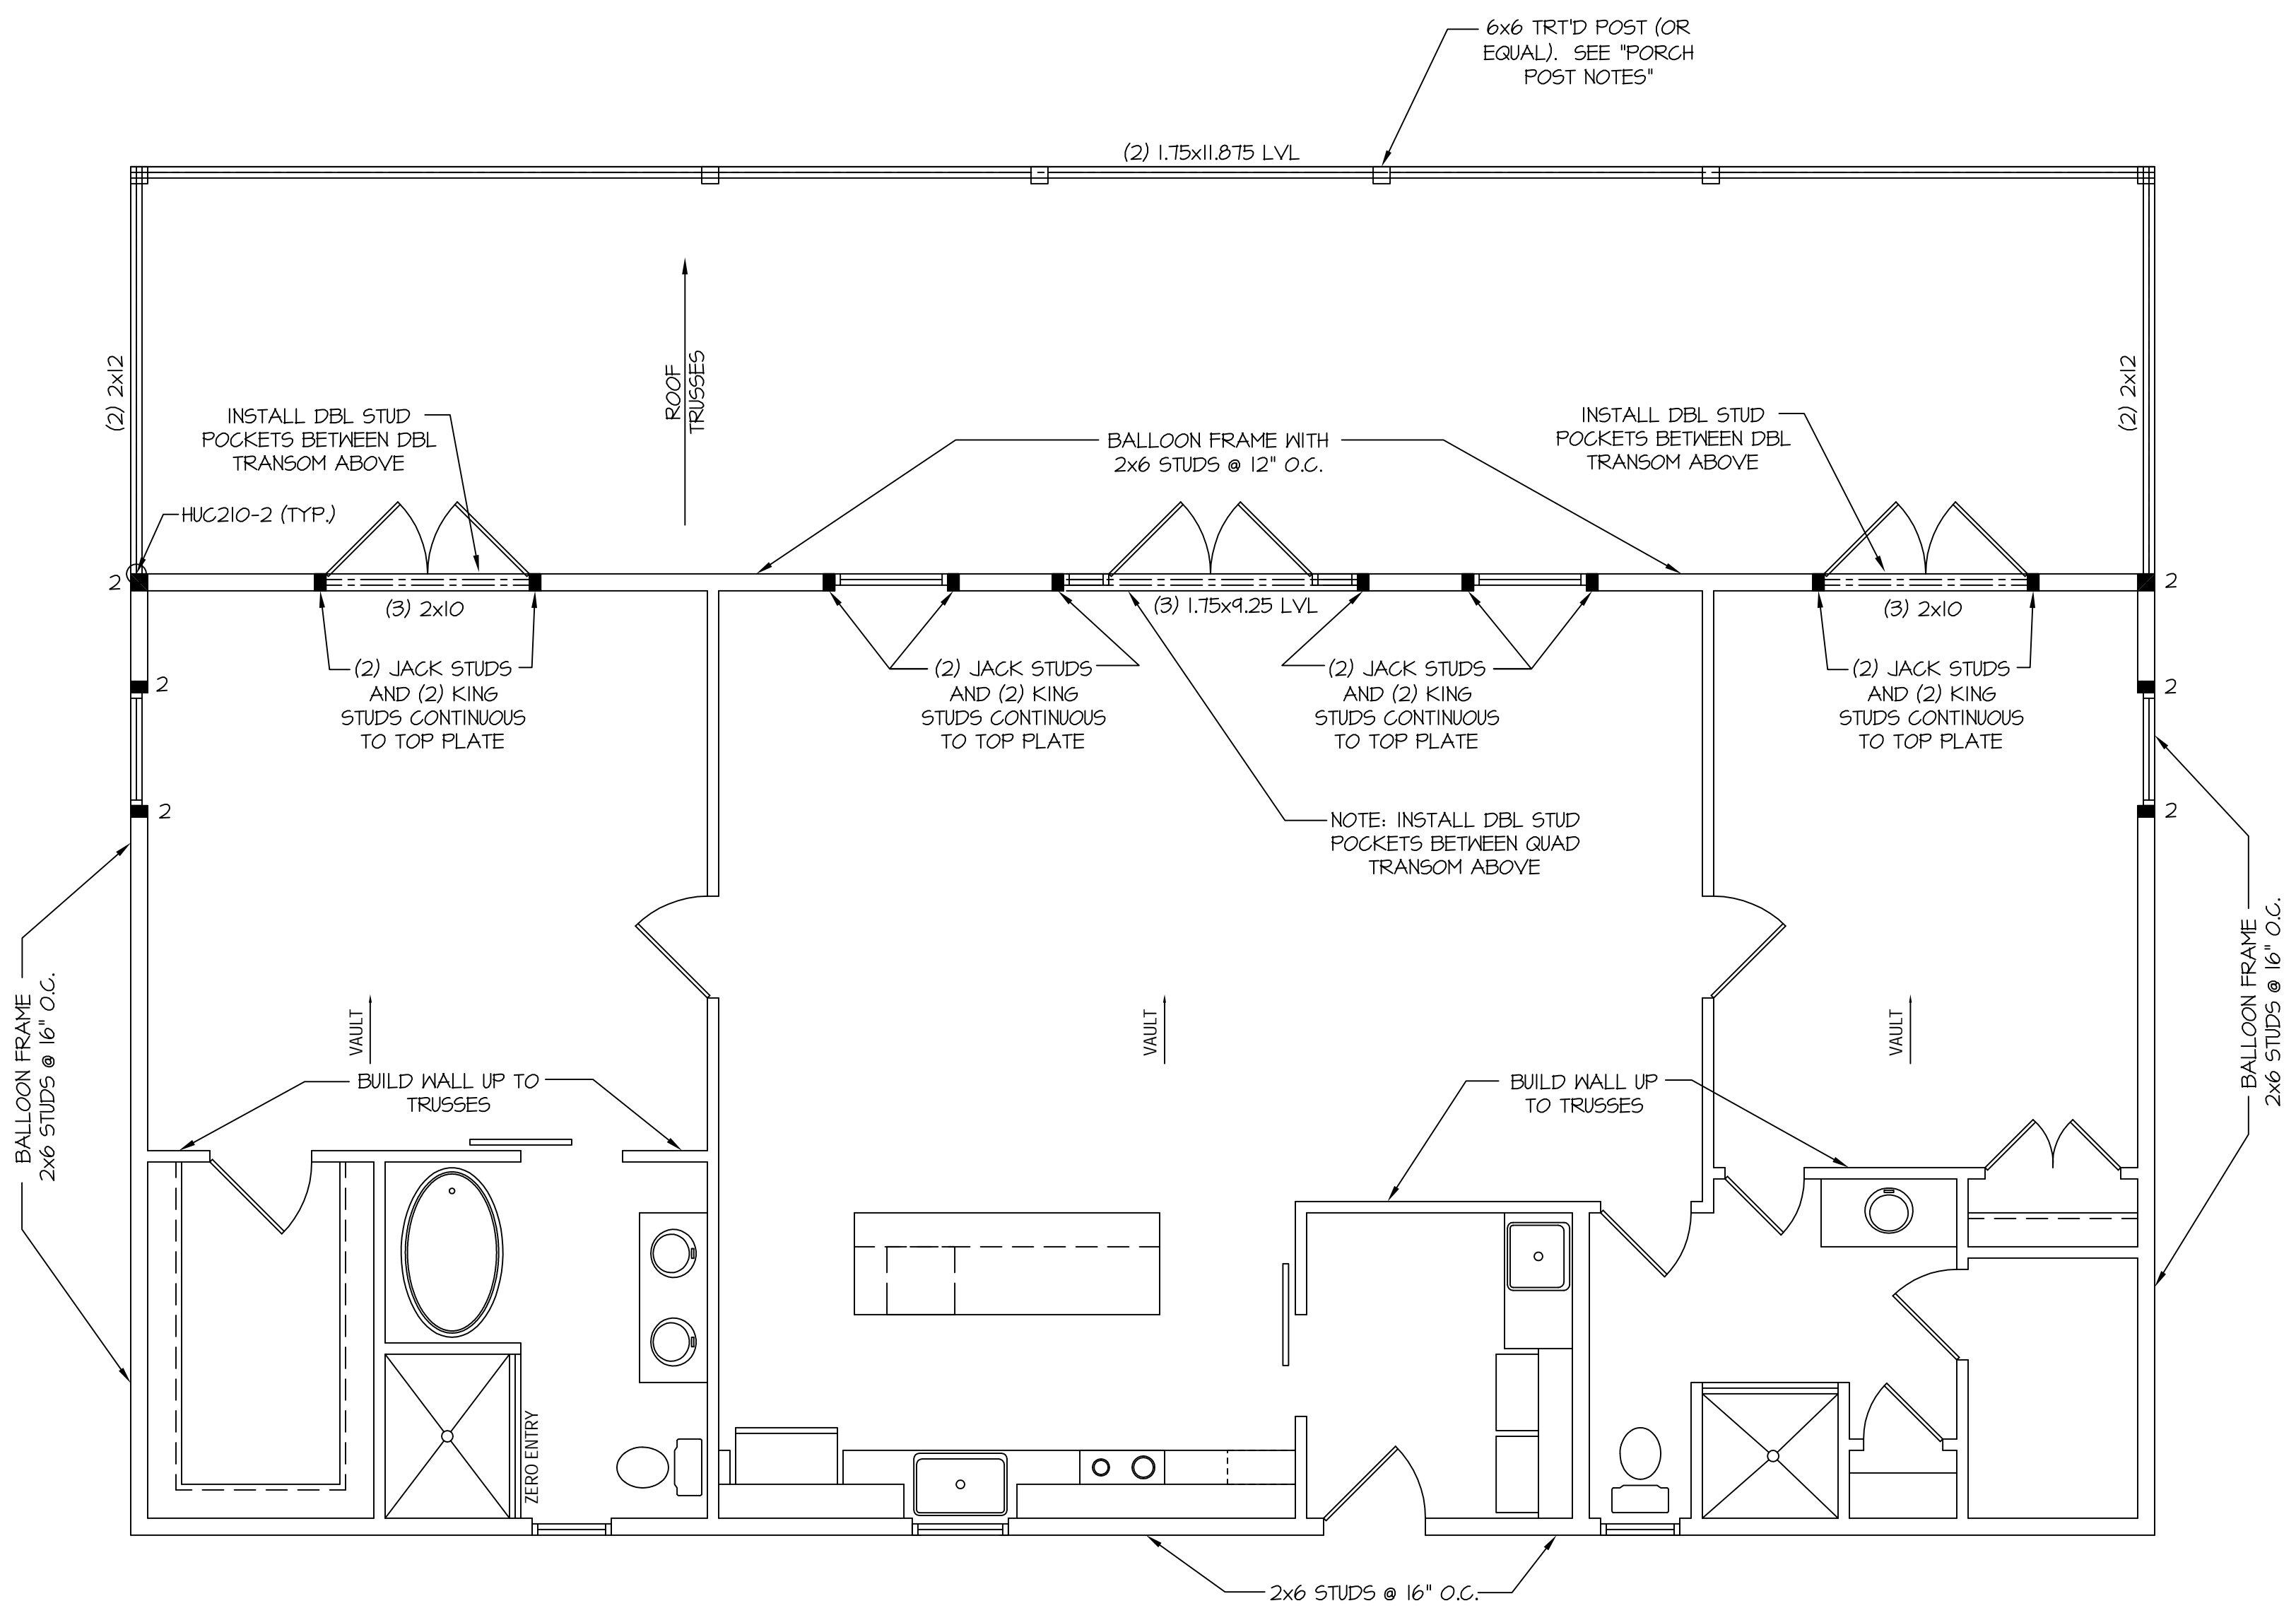 6x6 TRT'D POST (OR
EQUAL). SEE "PORCH
POST NOTES"
(2) 1.75x11.875 LVL
(2) 2x12
ROOF
TRUSSES
(2) 2x12
INSTALL DBL STUD
POCKETS BETWEEN DBL
TRANSOM ABOVE
BALLOON FRAME WITH
2x6 STUDS @ 12" O.C.
INSTALL DBL STUD
POCKETS BETWEEN DBL
TRANSOM ABOVE
HUC210-2 (TYP.)
2
2
(3) 2x10
(3) 1.75x9.25 LVL
(3) 2x10
2
(2) JACK STUDS
AND (2) KING
STUDS CONTINUOUS
TO TOP PLATE
(2) JACK STUDS
AND (2) KING
STUDS CONTINUOUS
TO TOP PLATE
(2) JACK STUDS
AND (2) KING
STUDS CONTINUOUS
TO TOP PLATE
(2) JACK STUDS
AND (2) KING
STUDS CONTINUOUS
TO TOP PLATE
2
2
2
NOTE: INSTALL DBL STUD
POCKETS BETWEEN QUAD
TRANSOM ABOVE
BALLOON FRAME
2x6 STUDS @ 16" O.C.
VAULT
VAULT
VAULT
BALLOON FRAME
2x6 STUDS @ 16" O.C.
BUILD WALL UP TO
TRUSSES
BUILD WALL UP
TO TRUSSES
ZERO ENTRY
2x6 STUDS @ 16" O.C.